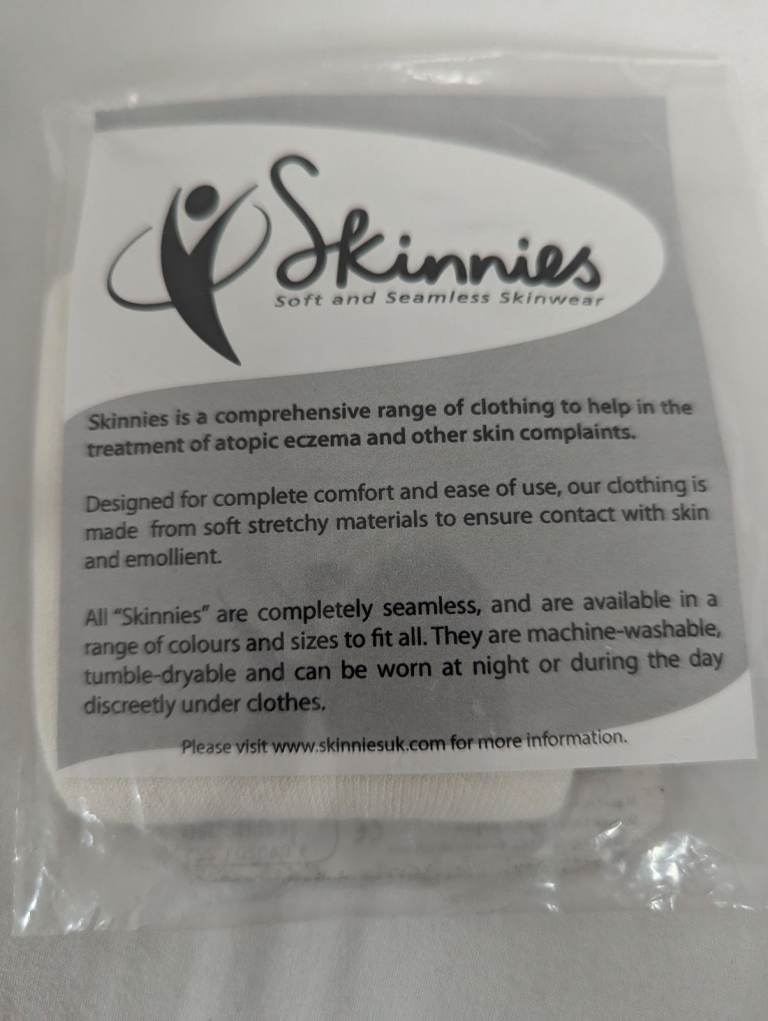 Skinnies
Soft and Seamless Skinwear
Skinnies is a comprehensive range of clothing to help in the
treatment of atopic eczema and other skin complaints.
Designed for complete comfort and ease of use, our clothing is
made from soft stretchy materials to ensure contact with skin
and emollient.
All “Skinnies” are completely seamless, and are available in a
range of colours and sizes to fit all. They are machine-washable,
tumble-dryable and can be worn at night or during the day
discreetly under clothes.
Please visit www.skinniesuk.com for more information.